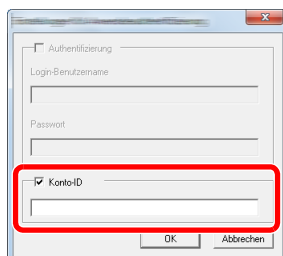 Authentifizierung
Login-Benutzername
Passwort
Konto-ID
OK Abbrechen